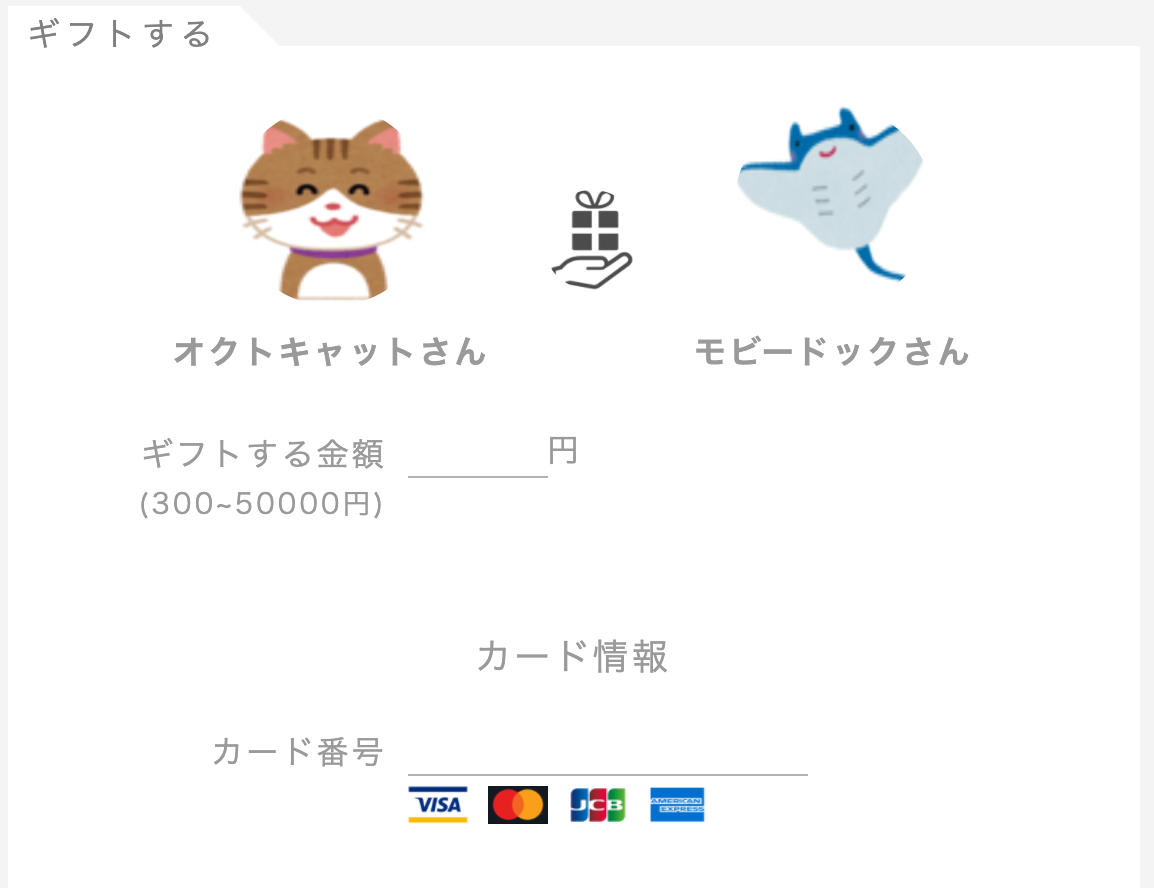 ギフトする
オクトキャットさん
モビードックさん
ギフトする金額 円
(300~50000円)
カード情報
カード番号
VISA JCB AMERICAN EXPRESS